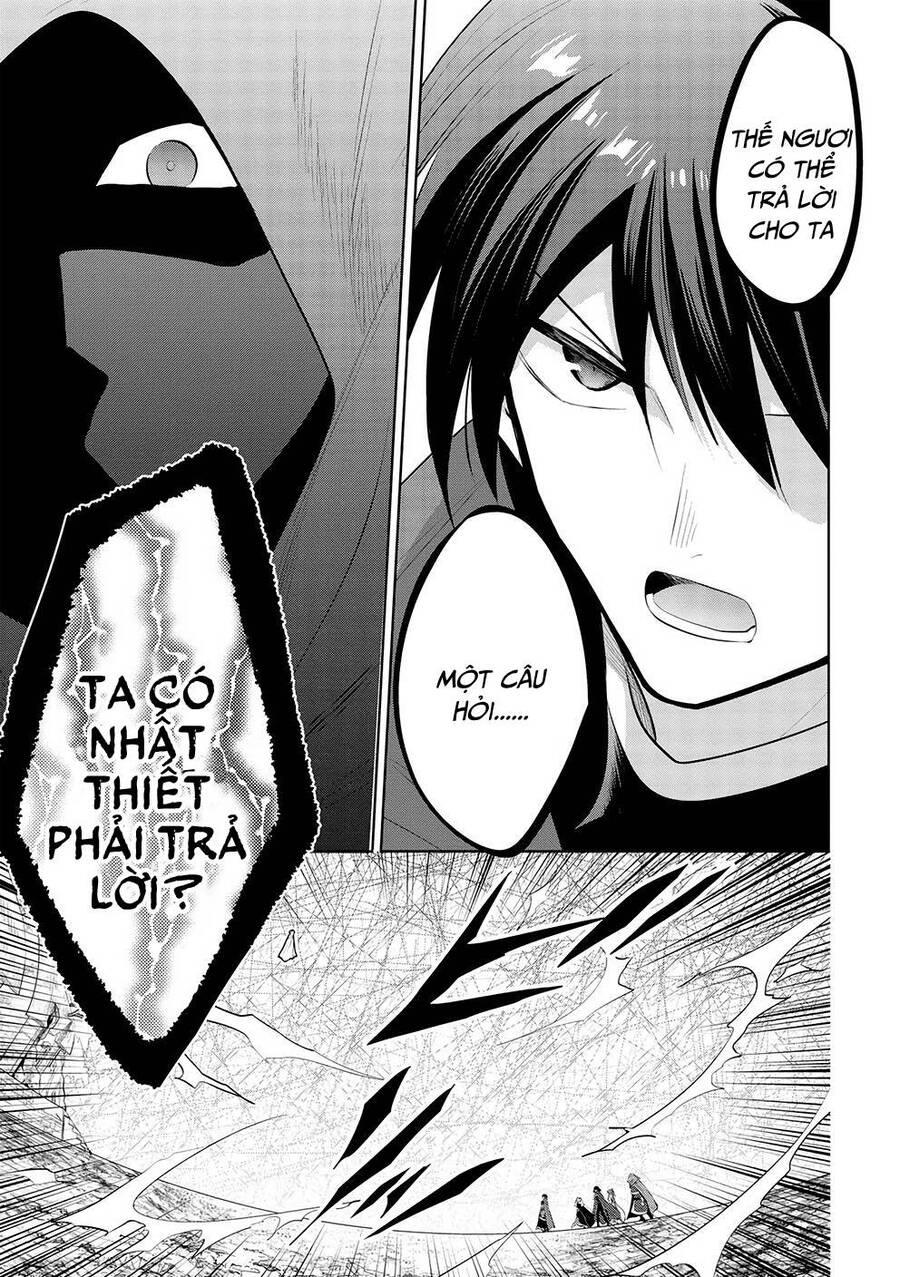 THẾ NGƯƠI
CÓ THỂ
TRẢ LỜI
CHO TA
MỘT CÂU
HỎI......
TA CÓ
NHẤT
THIẾT
PHẢI TRẢ
LỜI?